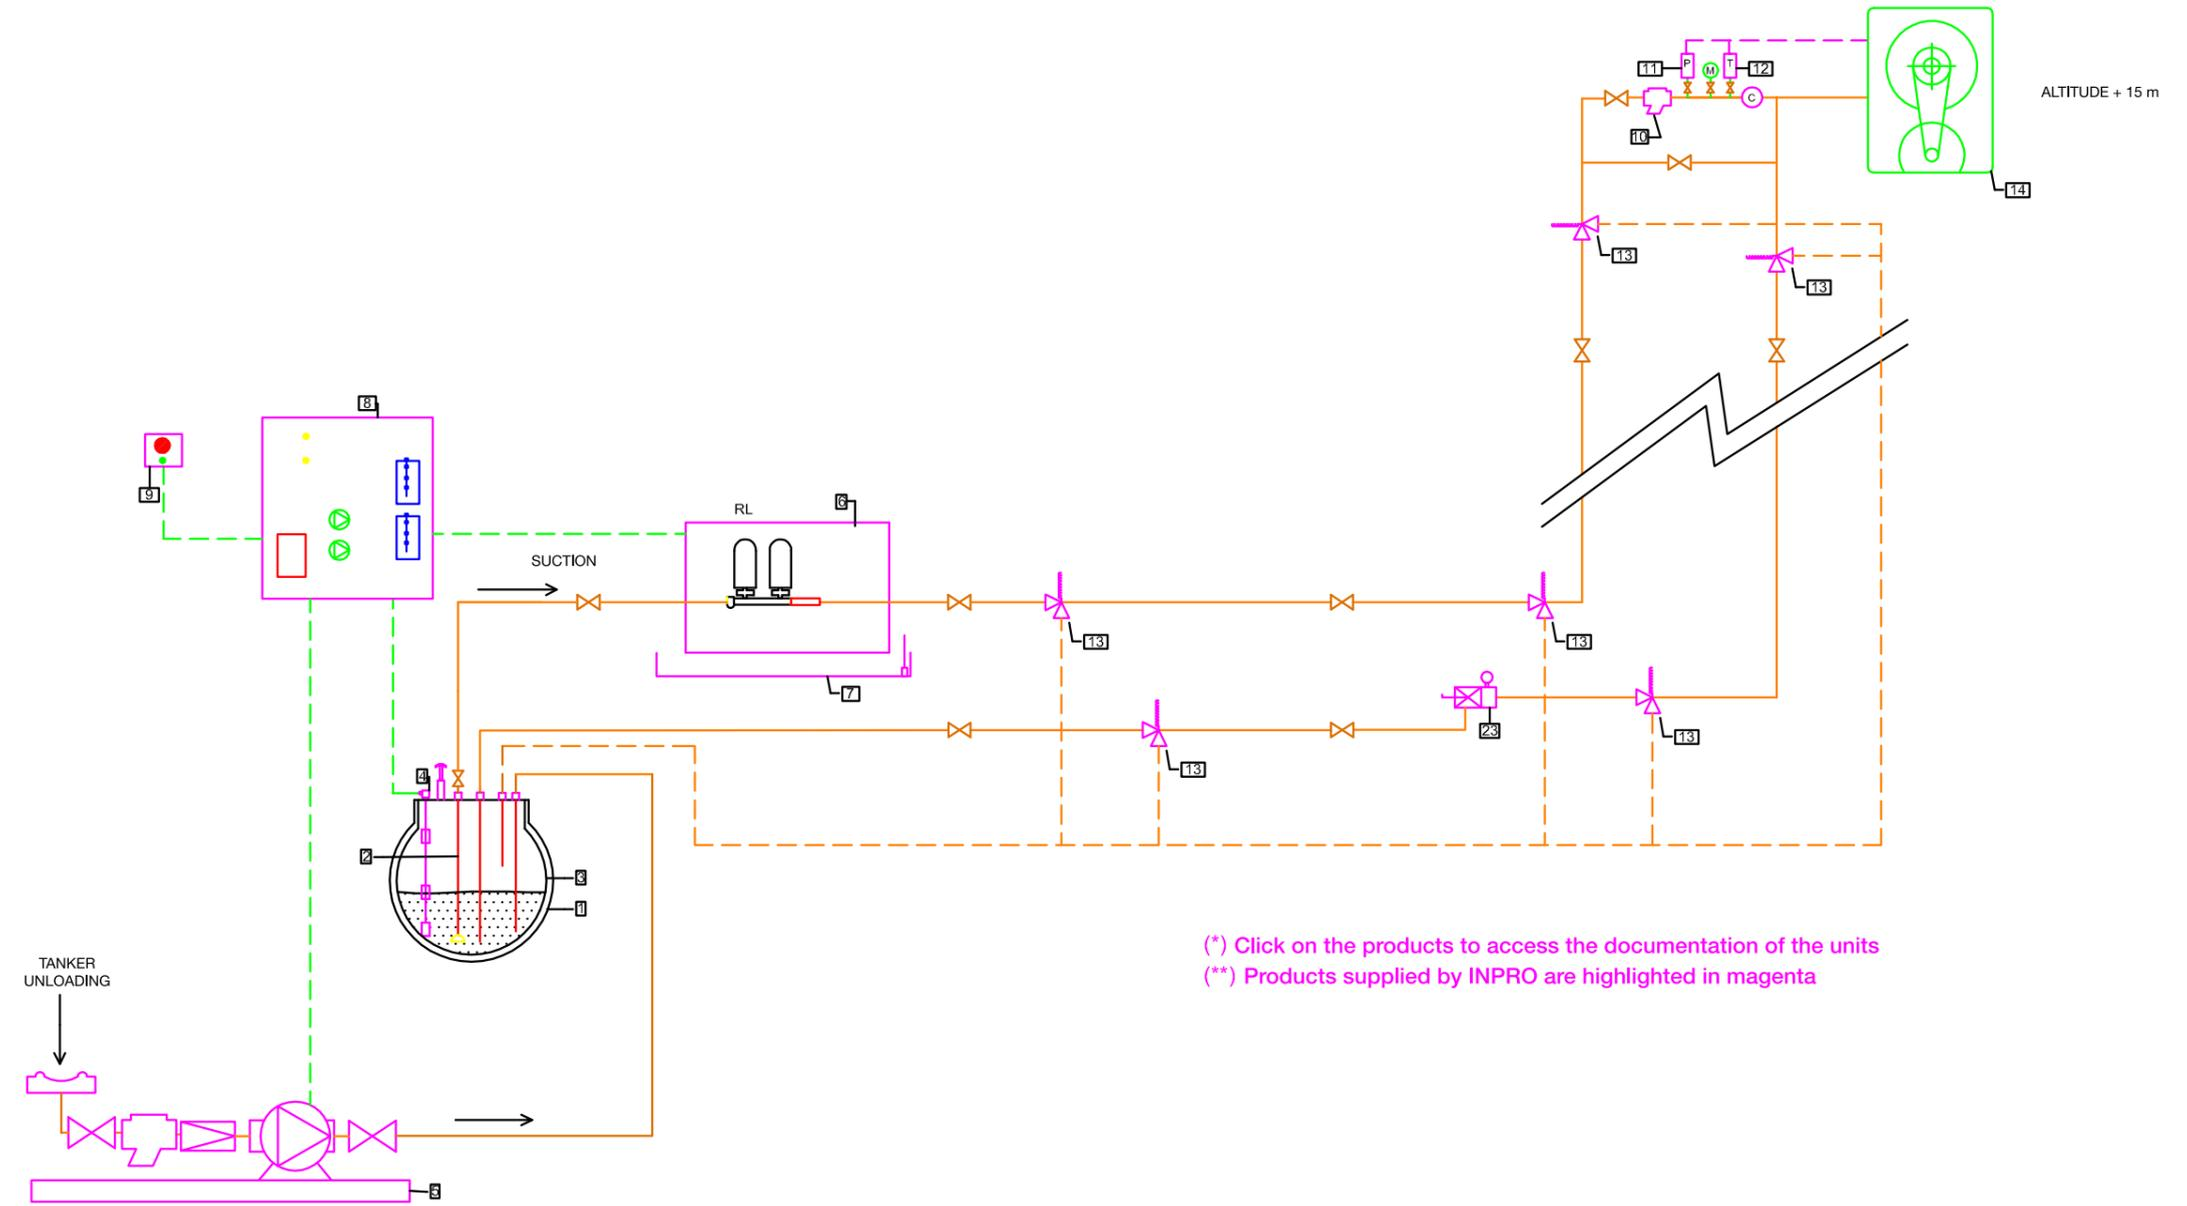 11
P
M
T
12
C
10
ALTITUDE + 15 m
14
13
13
8
9
RL
6
SUCTION
13
13
7
23
13
13
4
2
3
1
(*) Click on the products to access the documentation of the units
(**) Products supplied by INPRO are highlighted in magenta
TANKER
UNLOADING
5